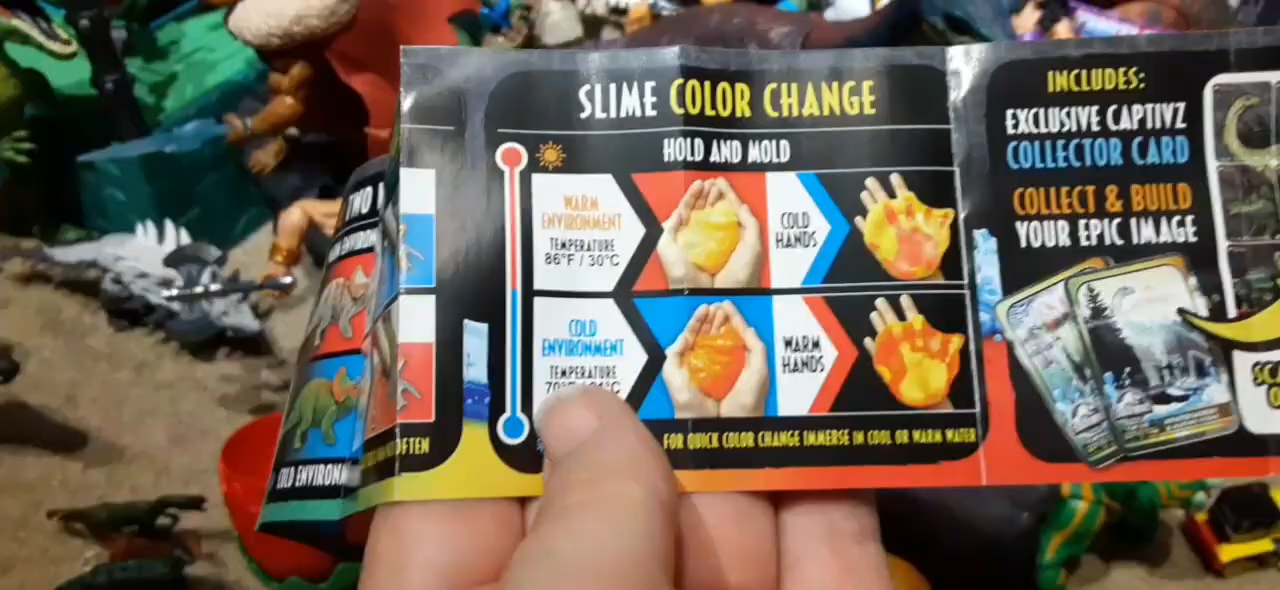 SLIME COLOR CHANGE
HOLD AND MOLD
WARM
ENVIRONMENT
TEMPERATURE
86°F / 30°C
COLD
HANDS
COLD
ENVIRONMENT
TEMPERATURE
WARM
HANDS
FOR QUICK COLOR CHANGE IMMERSE IN COOL OR WARM WATER
INCLUDES:
EXCLUSIVE CAPTIVZ
COLLECTOR CARD
COLLECT & BUILD
YOUR EPIC IMAGE
TWO
OFTEN
COLD